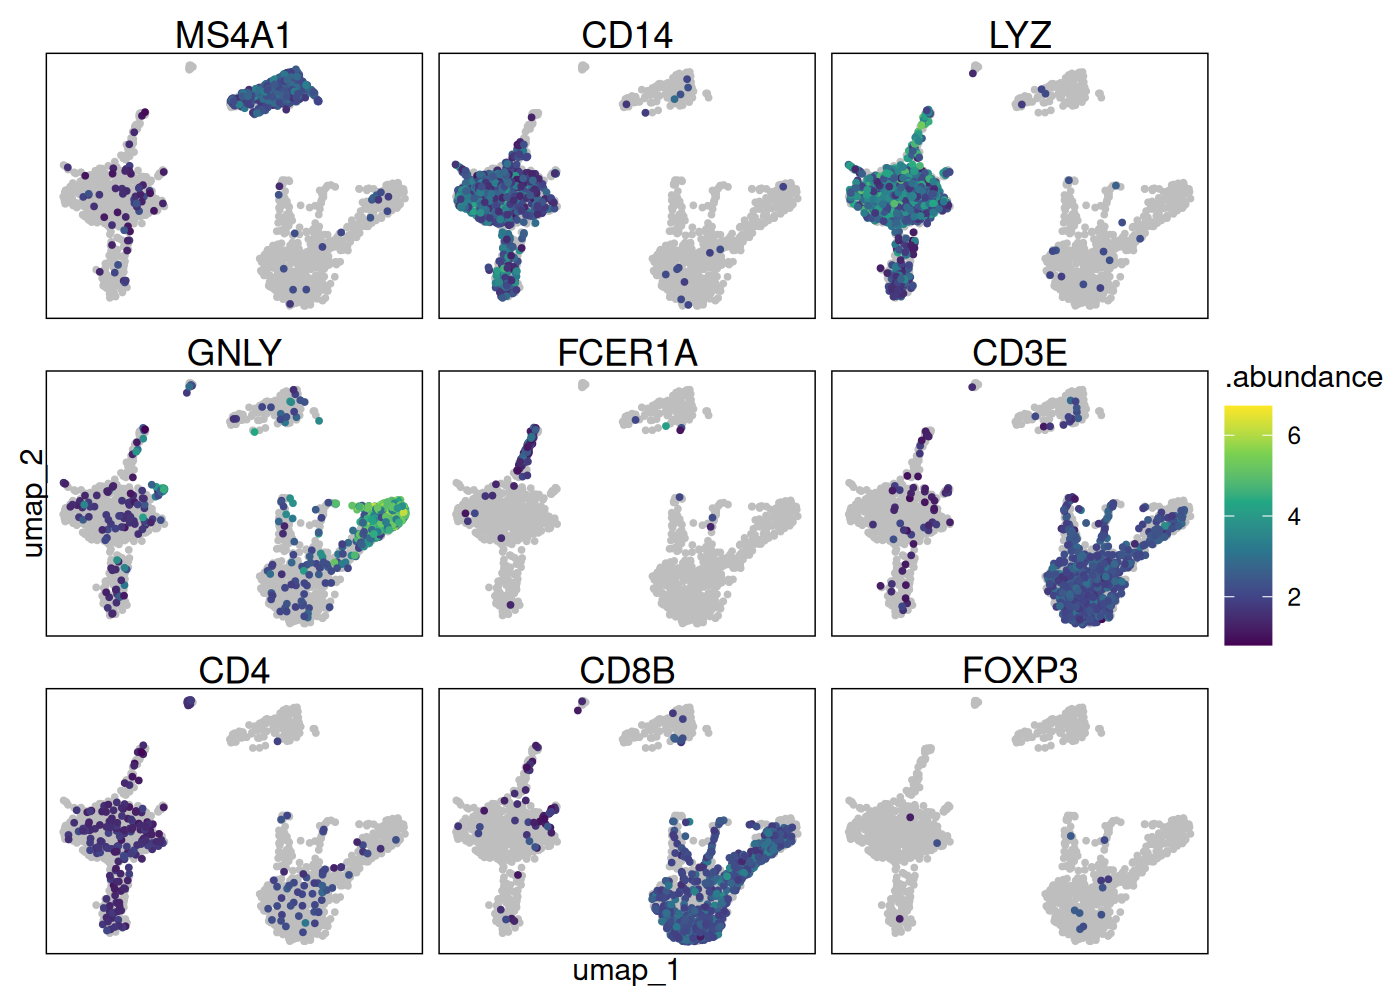 MS4A1 CD14 LYZ
GNLY FCER1A CD3E
.abundance
6
4
2
umap_2
CD4 CD8B FOXP3
umap_1